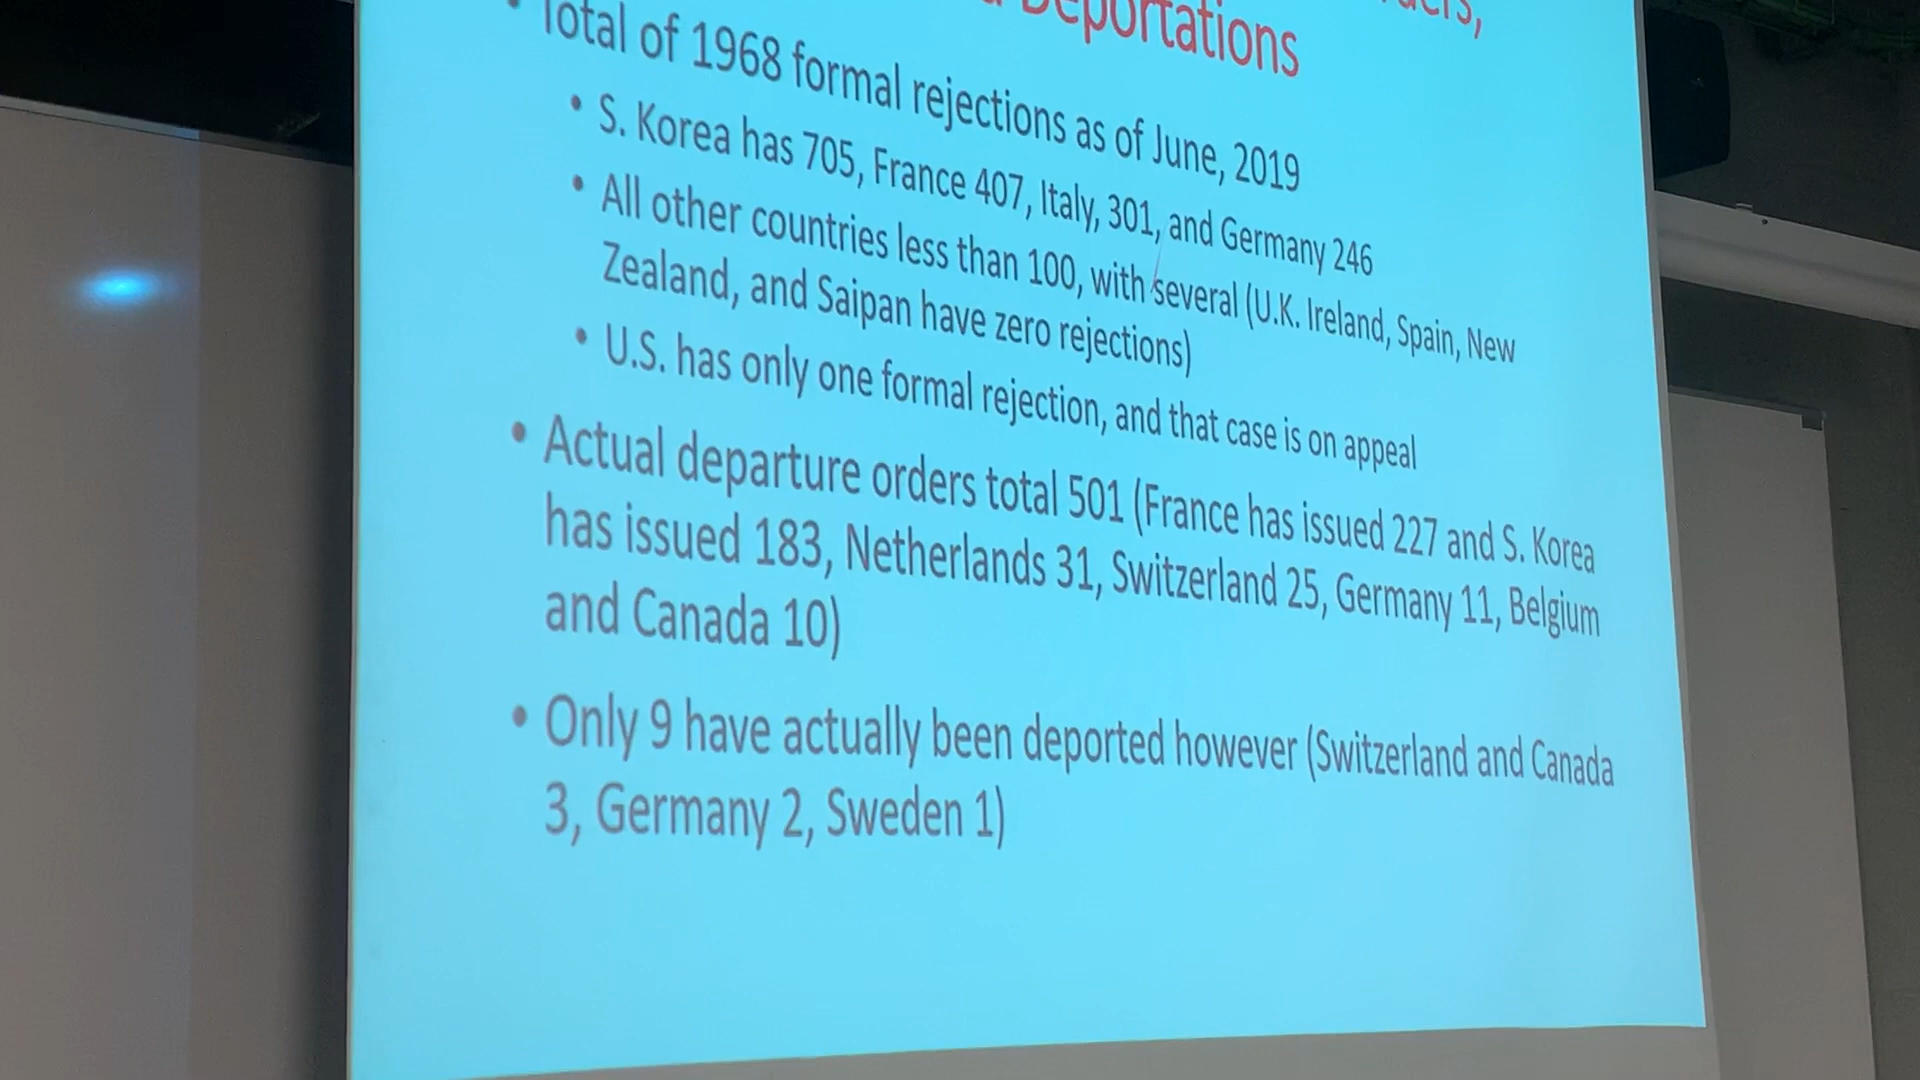 Deportations
• Total of 1968 formal rejections as of June, 2019
• S. Korea has 705, France 407, Italy, 301, and Germany 246
• All other countries less than 100, with several (U.K. Ireland, Spain, New
Zealand, and Saipan have zero rejections)
• U.S. has only one formal rejection, and that case is on appeal
• Actual departure orders total 501 (France has issued 227 and S. Korea
has issued 183, Netherlands 31, Switzerland 25, Germany 11, Belgium
and Canada 10)
• Only 9 have actually been deported however (Switzerland and Canada
3, Germany 2, Sweden 1)